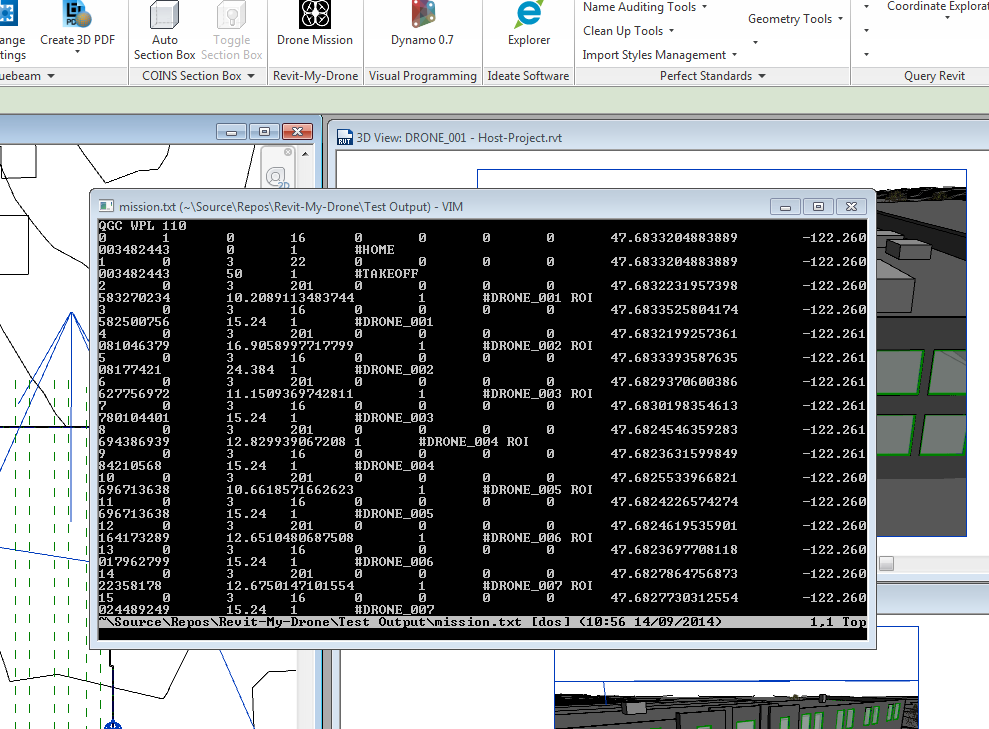 ange
tings
Create 3D PDF
Auto
Section Box
Toggle
Section Box
Drone Mission
Dynamo 0.7
Explorer
Name Auditing Tools
Clean Up Tools
Import Styles Management
Geometry Tools
Coordinate Explorat
uebeam
COINS Section Box
Revit-My-Drone
Visual Programming
Ideate Software
Perfect Standards
Query Revit
3D View: DRONE_001 - Host-Project.rvt
2D
mission.txt (~\Source\Repos\Revit-My-Drone\Test Output) - VIM
QGC WPL 110
0 1 0 16 0 0 0 0 47.6833204883889 -122.260
003482443 0 1 #HOME
1 0 3 22 0 0 0 0 47.6833204883889 -122.260
003482443 50 1 #TAKEOFF
2 0 3 201 0 0 0 0 47.6832231957398 -122.260
583270234 10.2089113483744 1 #DRONE_001 ROI
3 0 3 16 0 0 0 0 47.6833525804174 -122.260
582500756 15.24 1 #DRONE_001
4 0 3 201 0 0 0 0 47.6832199257361 -122.261
081046379 16.9058997717799 1 #DRONE_002 ROI
5 0 3 16 0 0 0 0 47.6833393587635 -122.261
08177421 24.384 1 #DRONE_002
6 0 3 201 0 0 0 0 47.6829370600386 -122.261
627756972 11.1509369742811 1 #DRONE_003 ROI
7 0 3 16 0 0 0 0 47.6830198354613 -122.261
780104401 15.24 1 #DRONE_003
8 0 3 201 0 0 0 0 47.6824546359283 -122.261
694386939 12.829939067208 1 #DRONE_004 ROI
9 0 3 16 0 0 0 0 47.6823631599849 -122.261
84210568 15.24 1 #DRONE_004
10 0 3 201 0 0 0 0 47.6825533966821 -122.260
696713638 10.6618571662623 1 #DRONE_005 ROI
11 0 3 16 0 0 0 0 47.6824226574274 -122.260
696713638 15.24 1 #DRONE_005
12 0 3 201 0 0 0 0 47.6824619535901 -122.260
164173289 12.6510480687508 1 #DRONE_006 ROI
13 0 3 16 0 0 0 0 47.6823697708118 -122.260
017962799 15.24 1 #DRONE_006
14 0 3 201 0 0 0 0 47.6827864756873 -122.260
22358178 12.6750147101554 1 #DRONE_007 ROI
15 0 3 16 0 0 0 0 47.6827730312554 -122.260
024489249 15.24 1 #DRONE_007
~\Source\Repos\Revit-My-Drone\Test Output\mission.txt [dos] (10:56 14/09/2014) 1,1 Top